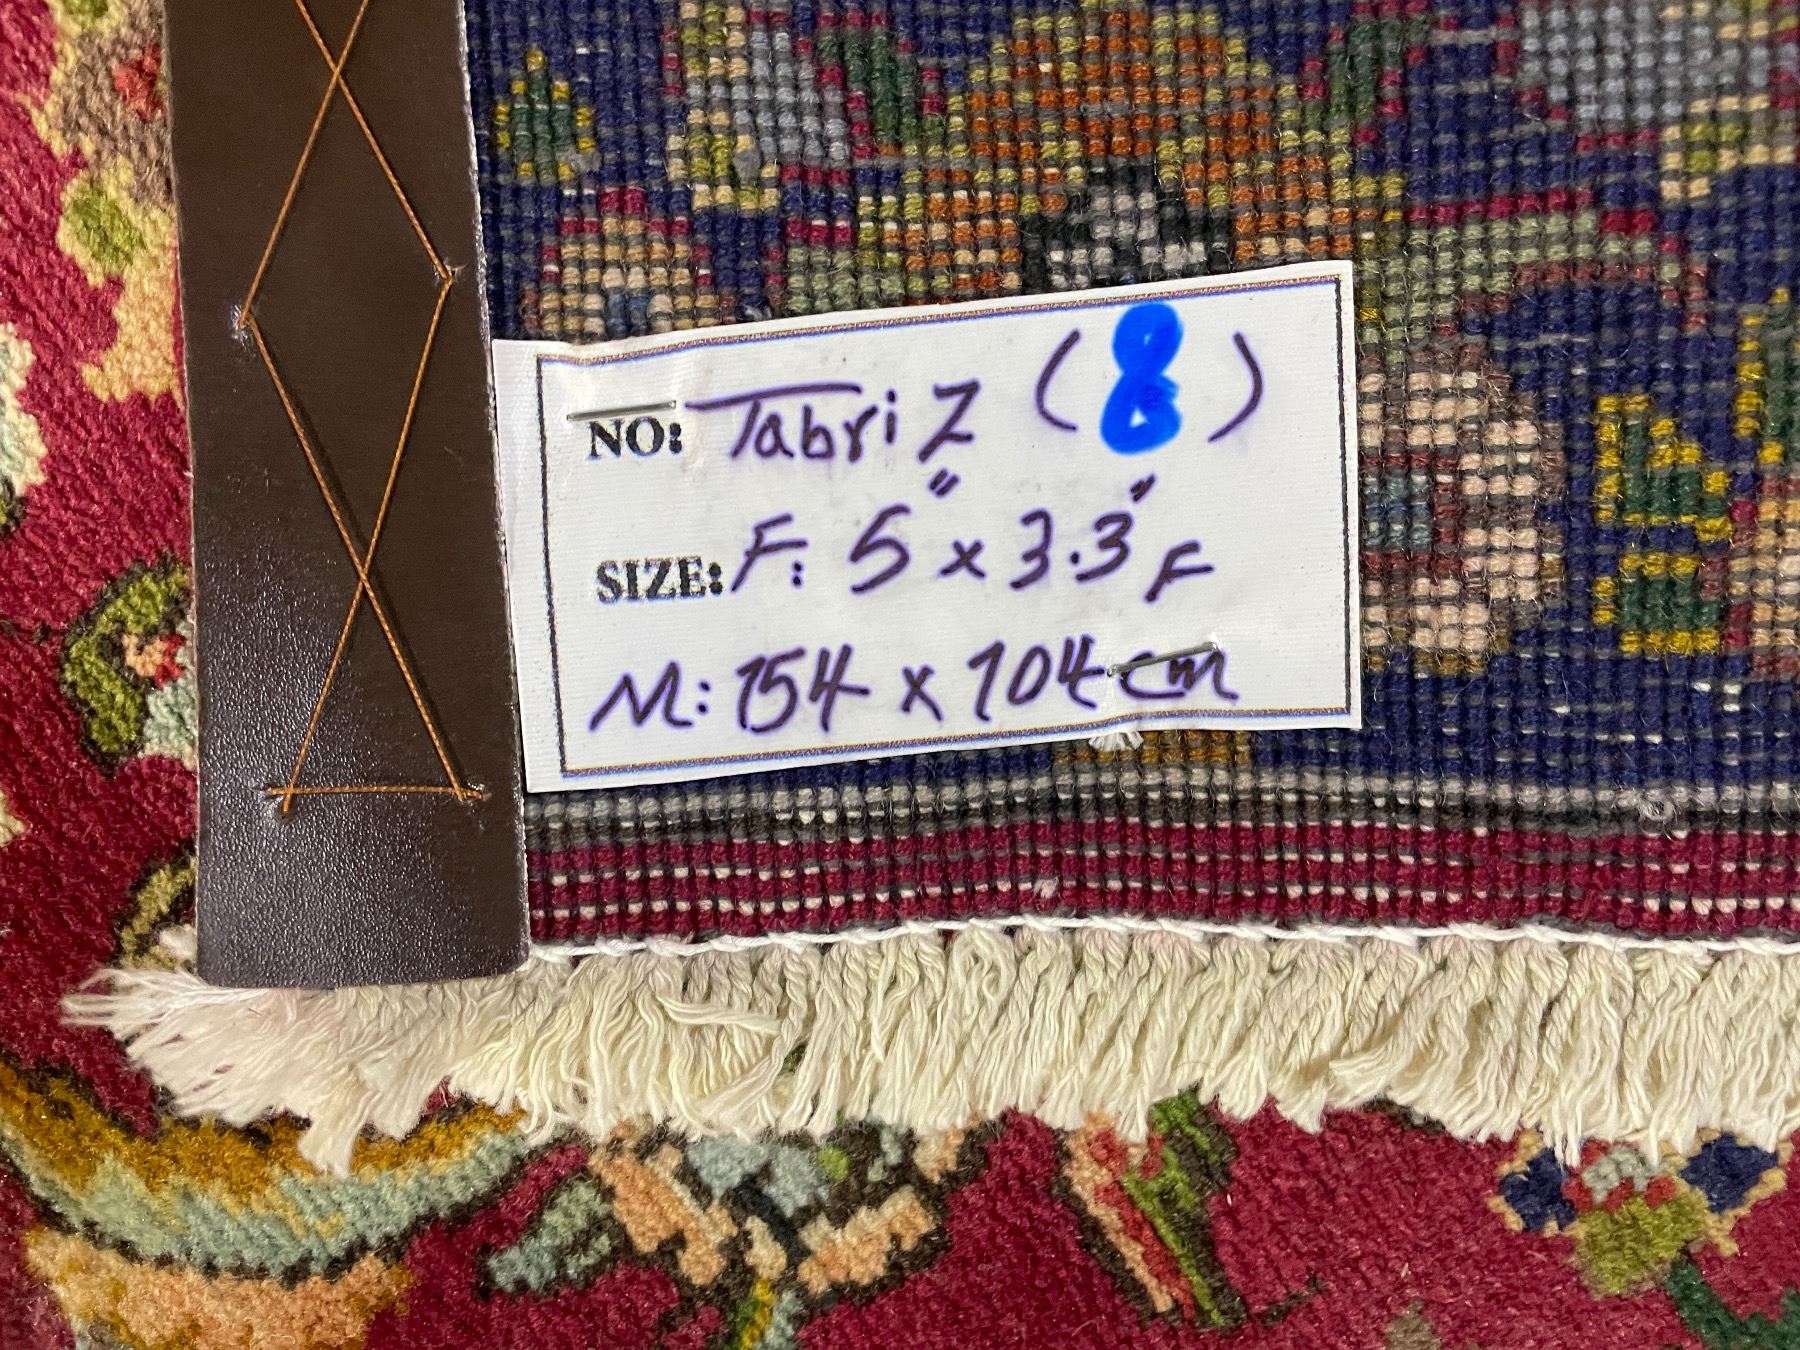 NO: Tabriz (8)
SIZE: F: 5" x 3.3" F
M: 154 x 104 cm